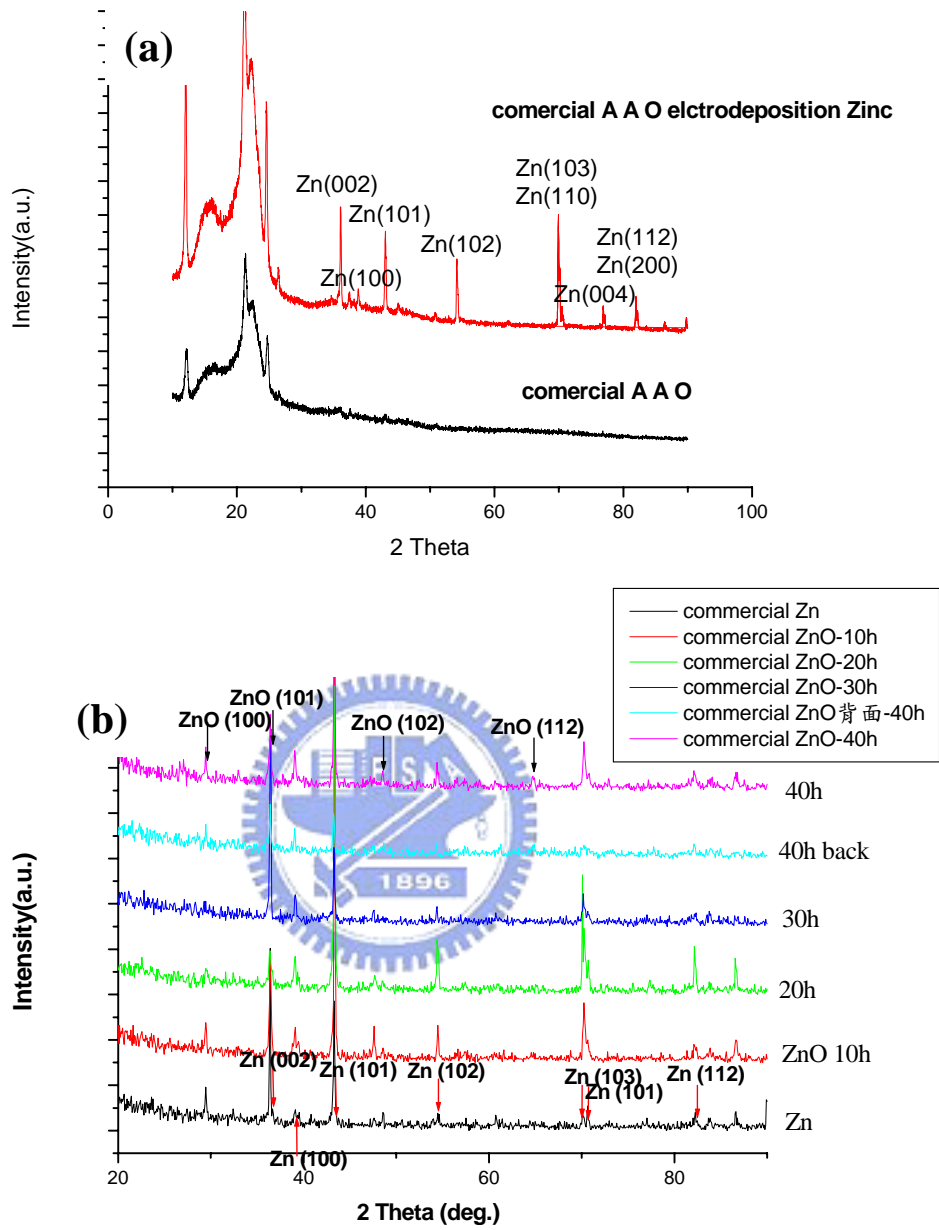 (a)
comercial A A O elctrodeposition Zinc
Zn(002)
Zn(101)
Zn(100)
Zn(102)
Zn(103)
Zn(110)
Zn(112)
Zn(200)
Zn(004)
comercial A A O
Intensity(a.u.)
0 20 40 60 80 100
2 Theta
commercial Zn
commercial ZnO-10h
commercial ZnO-20h
commercial ZnO-30h
commercial ZnO背面-40h
commercial ZnO-40h
(b)
ZnO (100)
ZnO (101)
ZnO (102)
ZnO (112)
40h
40h back
1896
30h
20h
ZnO 10h
Zn (002)
Zn (101)
Zn (102)
Zn (103)
Zn (101)
Zn (112)
Zn
Zn (100)
Intensity(a.u.)
20 40 60 80
2 Theta (deg.)